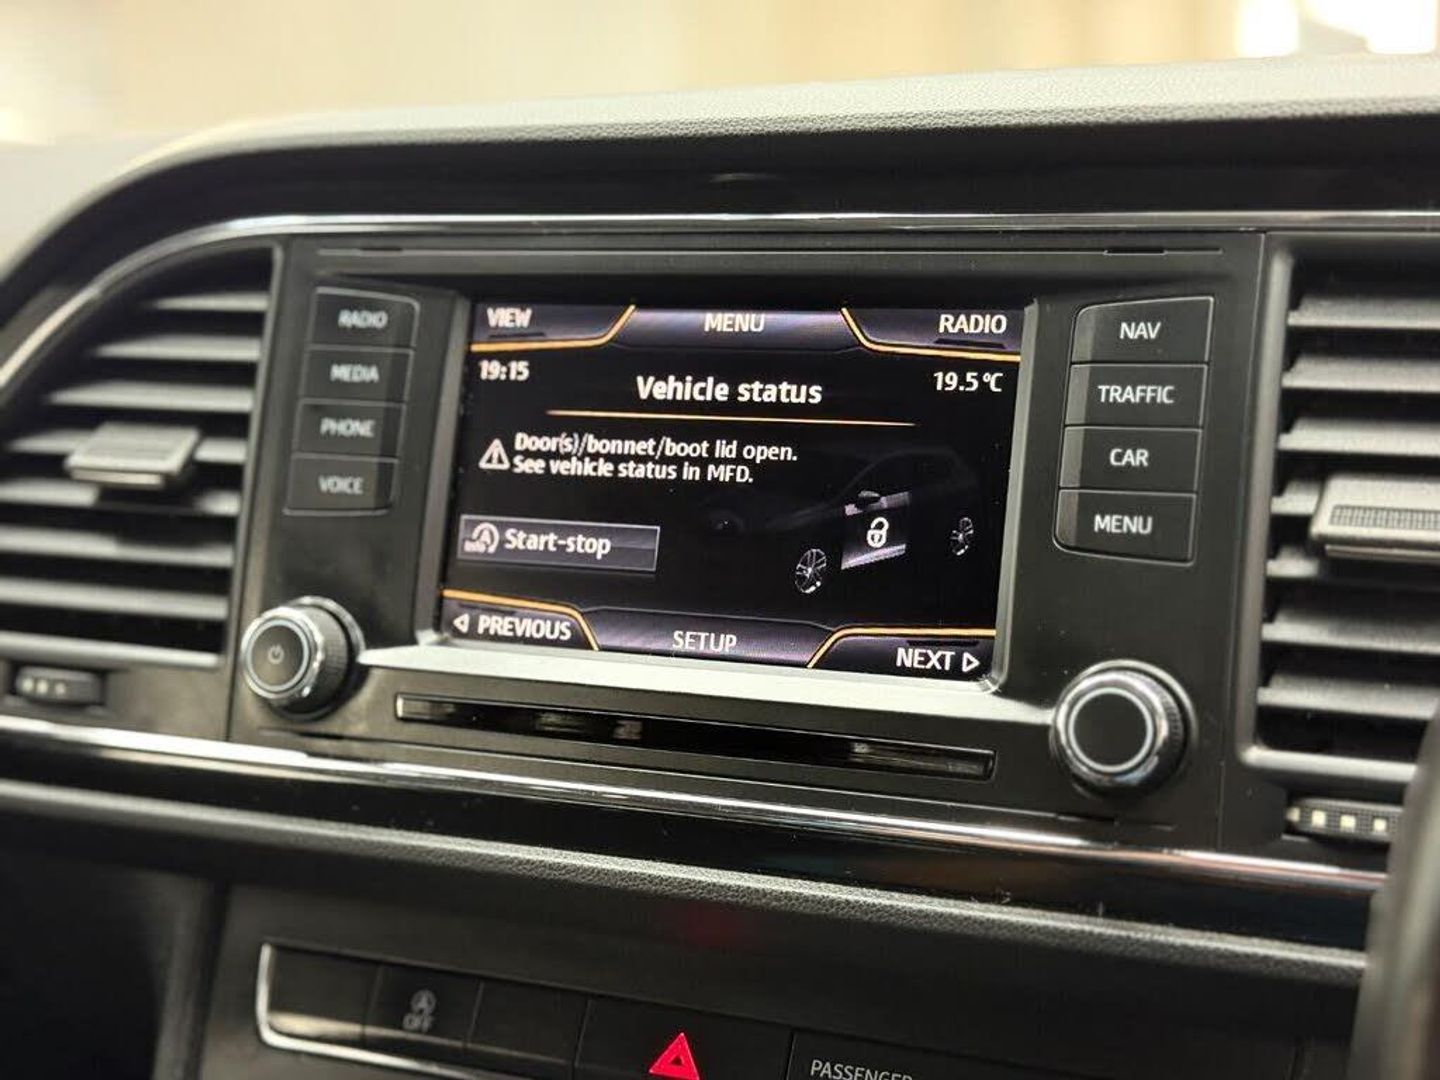 RADIO
MEDIA
PHONE
VOICE
VIEW
MENU
RADIO
19:15
Vehicle status
19.5°C
Door(s)/bonnet/boot lid open.
See vehicle status in MFD.
Start-stop
PREVIOUS
SETUP
NEXT
NAV
TRAFFIC
CAR
MENU
OFF
PASSENGER